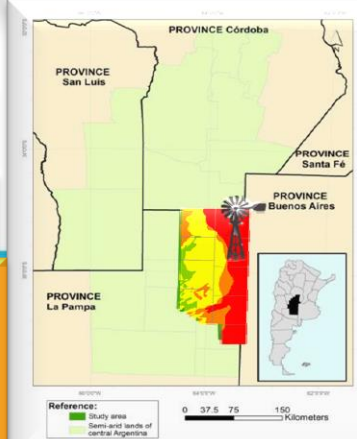 PROVINCE Córdoba
PROVINCE
San Luis
PROVINCE
Santa Fé
PROVINCE
Buenos Aires
PROVINCE
La Pampa
Reference:
Study area
Semi-arid lands of
central Argentina
0 37.5 75 150
Kilometers